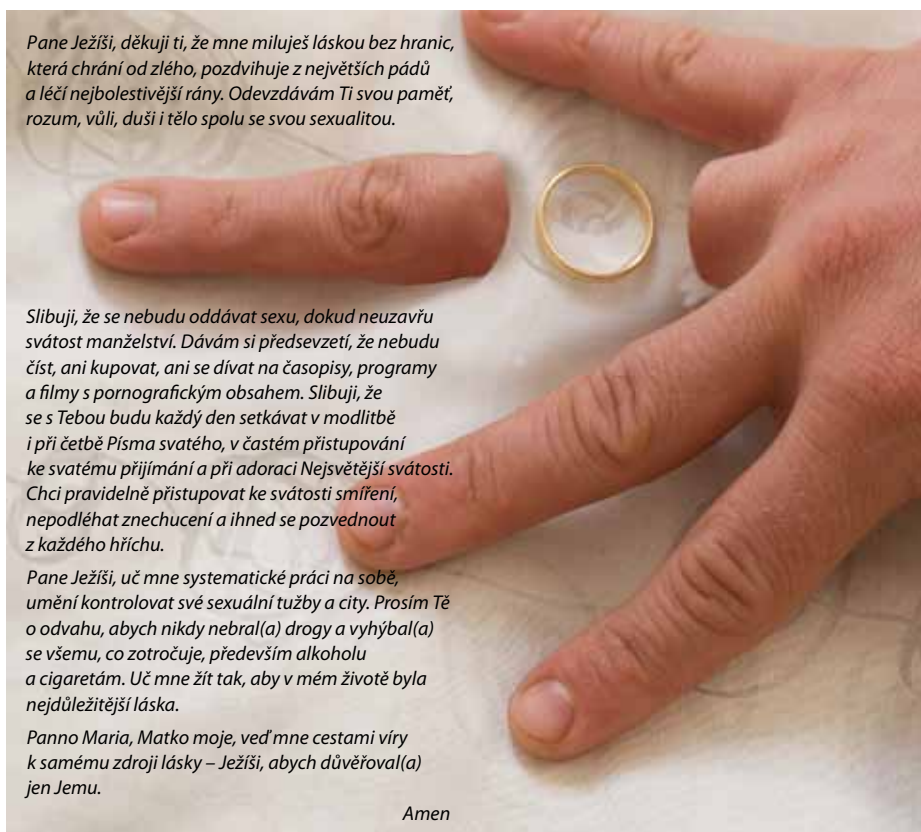 Pane Ježíši, děkuji ti, že mne miluješ láskou bez hranic,
která chrání od zlého, pozdvihuje z největších pádů
a léčí nejbolestivější rány. Odevzdávám Ti svou paměť,
rozum, vůli, duši i tělo spolu se svou sexualitou.
Slibuji, že se nebudu oddávat sexu, dokud neuzavřu
svátost manželství. Dávám si předsevzetí, že nebudu
číst, ani kupovat, ani se dívat na časopisy, programy
a filmy s pornografickým obsahem. Slibuji, že
se s Tebou budu každý den setkávat v modlitbě
i při četbě Písma svatého, v častém přistupování
ke svatému přijímání a při adoraci Nejsvětější svátosti.
Chci pravidelně přistupovat ke svátosti smíření,
nepodléhat znechucení a ihned se pozvednout
z každého hříchu.
Pane Ježíši, uč mne systematické práci na sobě,
umění kontrolovat své sexuální tužby a city. Prosím Tě
o odvahu, abych nikdy nebral(a) drogy a vyhýbal(a)
se všemu, co zotročuje, především alkoholu
a cigaretám. Uč mne žít tak, aby v mém životě byla
nejdůležitější láska.
Panno Maria, Matko moje, veď mne cestami víry
k samému zdroji lásky – Ježíši, abych důvěřoval(a)
jen Jemu.
Amen